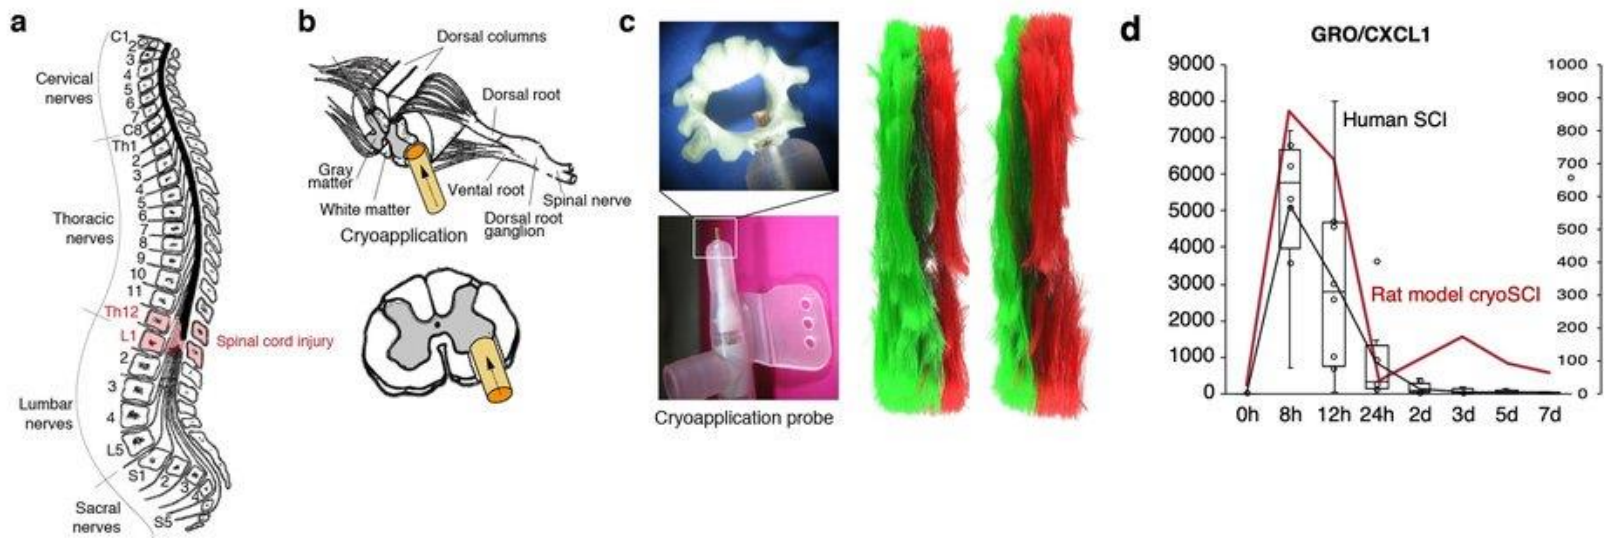 a
C1
2
3
4
5
6
7
C8
Th1
2
3
4
5
6
7
8
9
10
11
Th12
L1
2
3
4
L5
S1
2
3
4
S5
Cervical
nerves
Thoracic
nerves
Lumbar
nerves
Sacral
nerves
Spinal cord injury
b
Dorsal columns
Dorsal root
Gray
matter
White matter
Vental root
Spinal nerve
Dorsal root
ganglion
Cryoapplication
c
Cryoapplication probe
d
GRO/CXCL1
9000
8000
7000
6000
5000
4000
3000
2000
1000
0
Human SCI
Rat model cryoSCI
1000
900
800
700
600
500
400
300
200
100
0
0h 8h 12h 24h 2d 3d 5d 7d